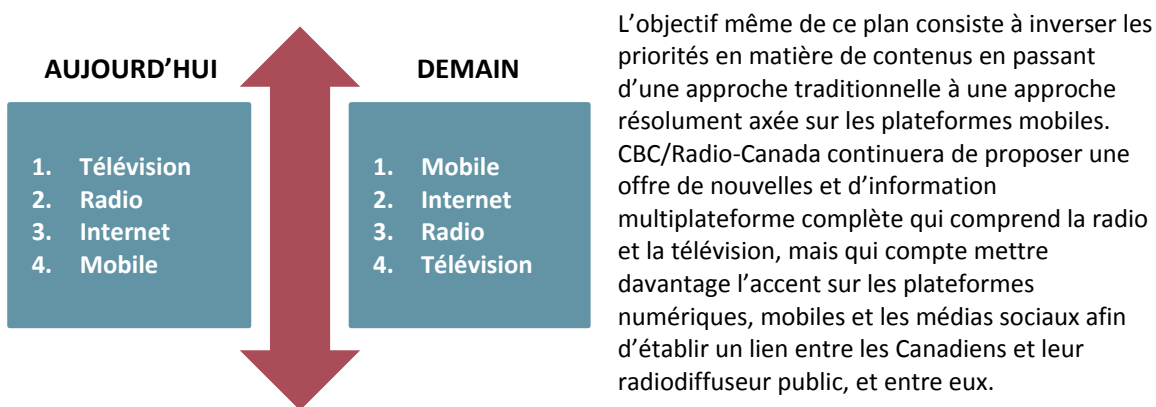 AUJOURD’HUI
1. Télévision
2. Radio
3. Internet
4. Mobile
DEMAIN
1. Mobile
2. Internet
3. Radio
4. Télévision
L’objectif même de ce plan consiste à inverser les
priorités en matière de contenus en passant
d’une approche traditionnelle à une approche
résolument axée sur les plateformes mobiles.
CBC/Radio-Canada continuera de proposer une
offre de nouvelles et d’information
multiplateforme complète qui comprend la radio
et la télévision, mais qui compte mettre
davantage l’accent sur les plateformes
numériques, mobiles et les médias sociaux afin
d’établir un lien entre les Canadiens et leur
radiodiffuseur public, et entre eux.